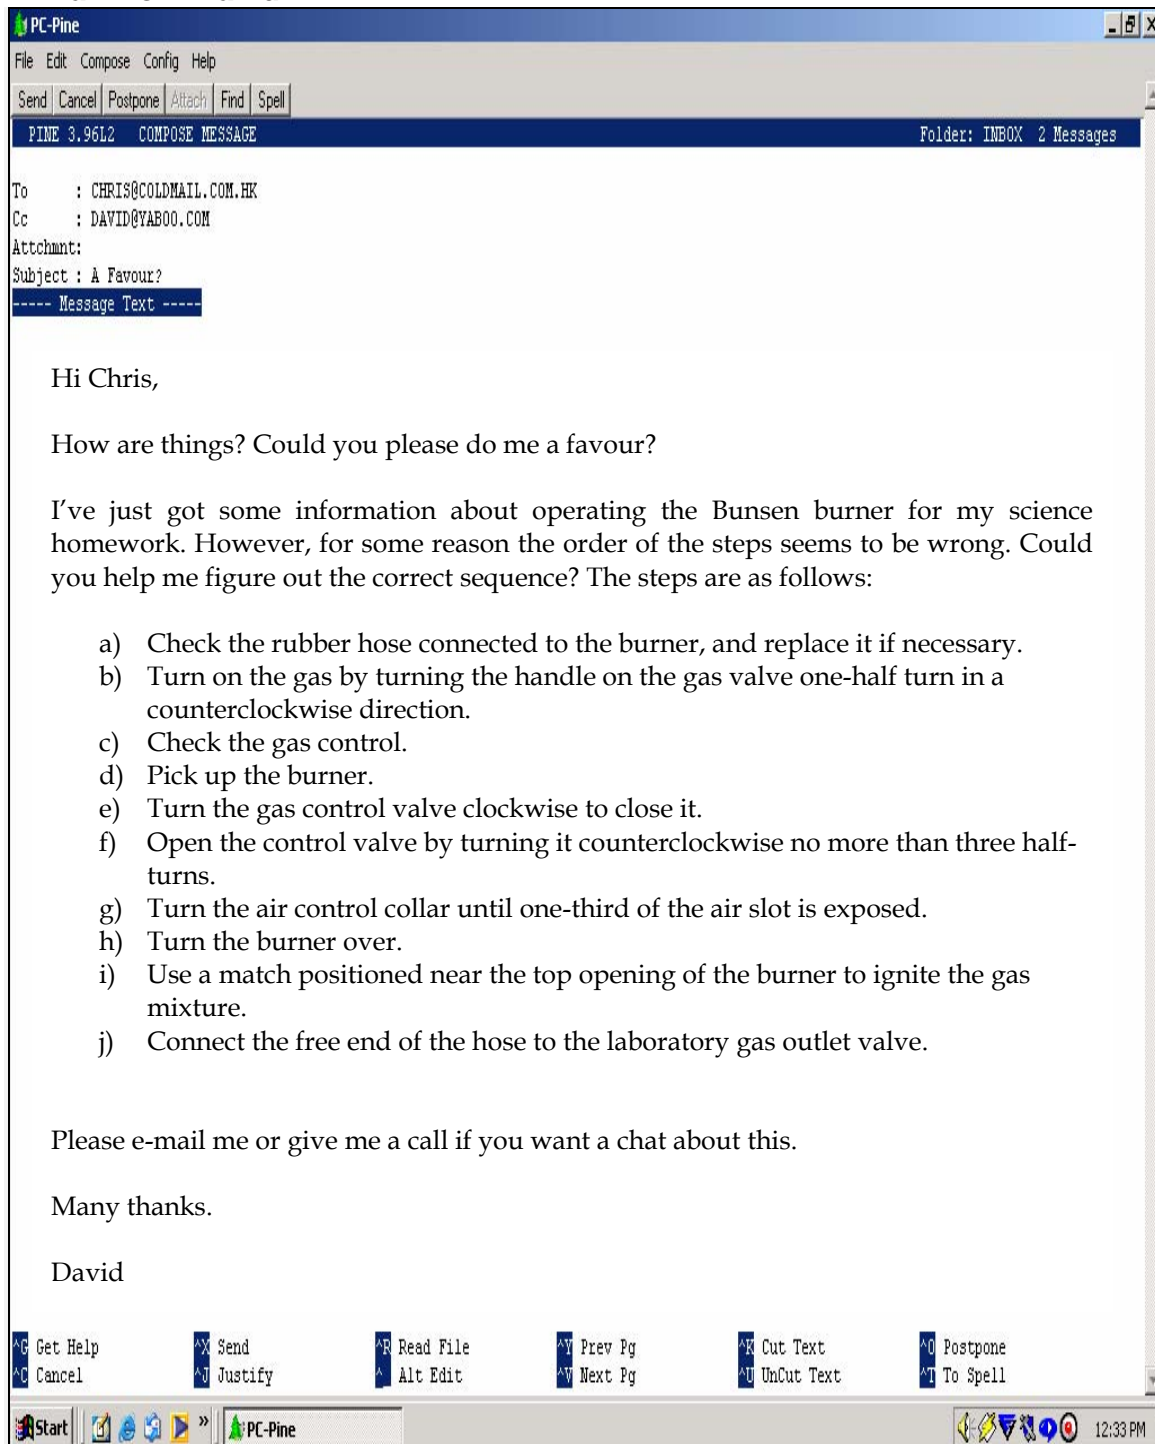 PC-Pine
File Edit Compose Config Help
Send Cancel Postpone Attach Find Spell
PINE 3.96L2 COMPOSE MESSAGE Folder: INBOX 2 Messages
To : CHRIS@COLDMAIL.COM.HK
Cc : DAVID@YABOO.COM
Attchmnt:
Subject : A Favour?
----- Message Text -----
Hi Chris,
How are things? Could you please do me a favour?
I've just got some information about operating the Bunsen burner for my science
homework. However, for some reason the order of the steps seems to be wrong. Could
you help me figure out the correct sequence? The steps are as follows:
a) Check the rubber hose connected to the burner, and replace it if necessary.
b) Turn on the gas by turning the handle on the gas valve one-half turn in a
counterclockwise direction.
c) Check the gas control.
d) Pick up the burner.
e) Turn the gas control valve clockwise to close it.
f) Open the control valve by turning it counterclockwise no more than three half-
turns.
g) Turn the air control collar until one-third of the air slot is exposed.
h) Turn the burner over.
i) Use a match positioned near the top opening of the burner to ignite the gas
mixture.
j) Connect the free end of the hose to the laboratory gas outlet valve.
Please e-mail me or give me a call if you want a chat about this.
Many thanks.
David
^G Get Help ^X Send ^R Read File ^Y Prev Pg ^K Cut Text ^O Postpone
^C Cancel ^J Justify ^_ Alt Edit ^V Next Pg ^U UnCut Text ^T To Spell
Start » PC-Pine 12:33 PM